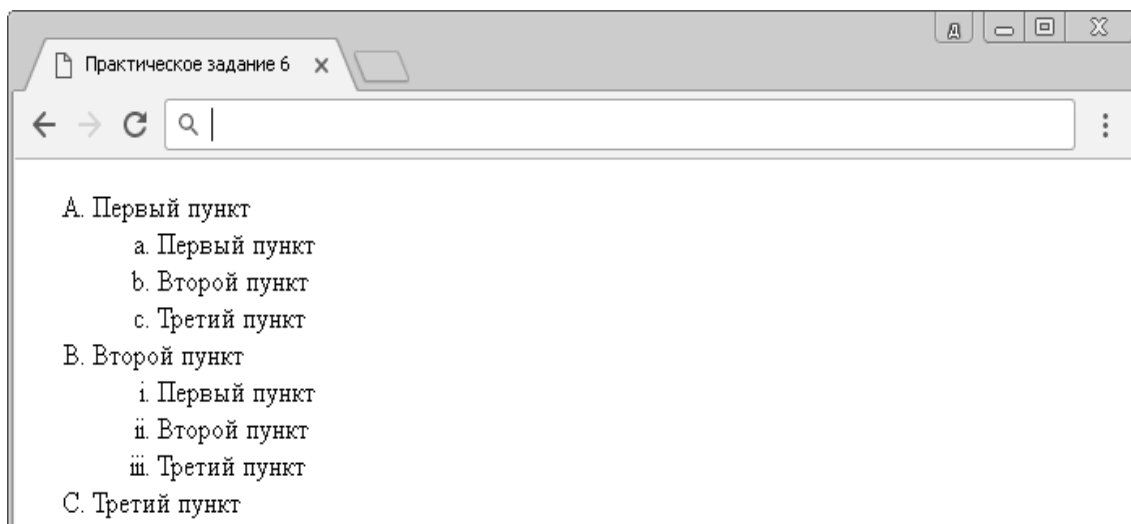 Д
Практическое задание 6
A. Первый пункт
a. Первый пункт
b. Второй пункт
c. Третий пункт
B. Второй пункт
i. Первый пункт
ii. Второй пункт
iii. Третий пункт
C. Третий пункт